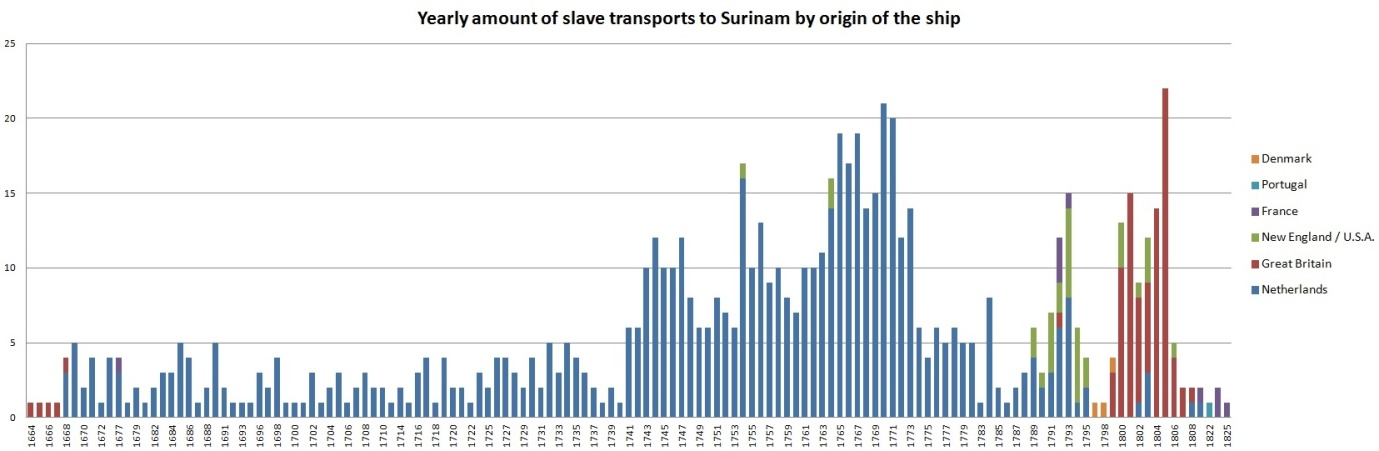 Yearly amount of slave transports to Surinam by origin of the ship
25
20
15
10
5
0
Denmark
Portugal
France
New England / U.S.A.
Great Britain
Netherlands
1664 1666 1668 1670 1672 1677 1679 1682 1684 1686 1688 1691 1693 1696 1698 1700 1702 1704 1706 1708 1710 1714 1716 1718 1720 1722 1725 1727 1729 1731 1733 1735 1737 1739 1741 1743 1745 1747 1749 1751 1753 1755 1757 1759 1761 1763 1765 1767 1769 1771 1773 1775 1777 1779 1783 1785 1787 1789 1791 1793 1795 1798 1800 1802 1804 1806 1808 1822 1825